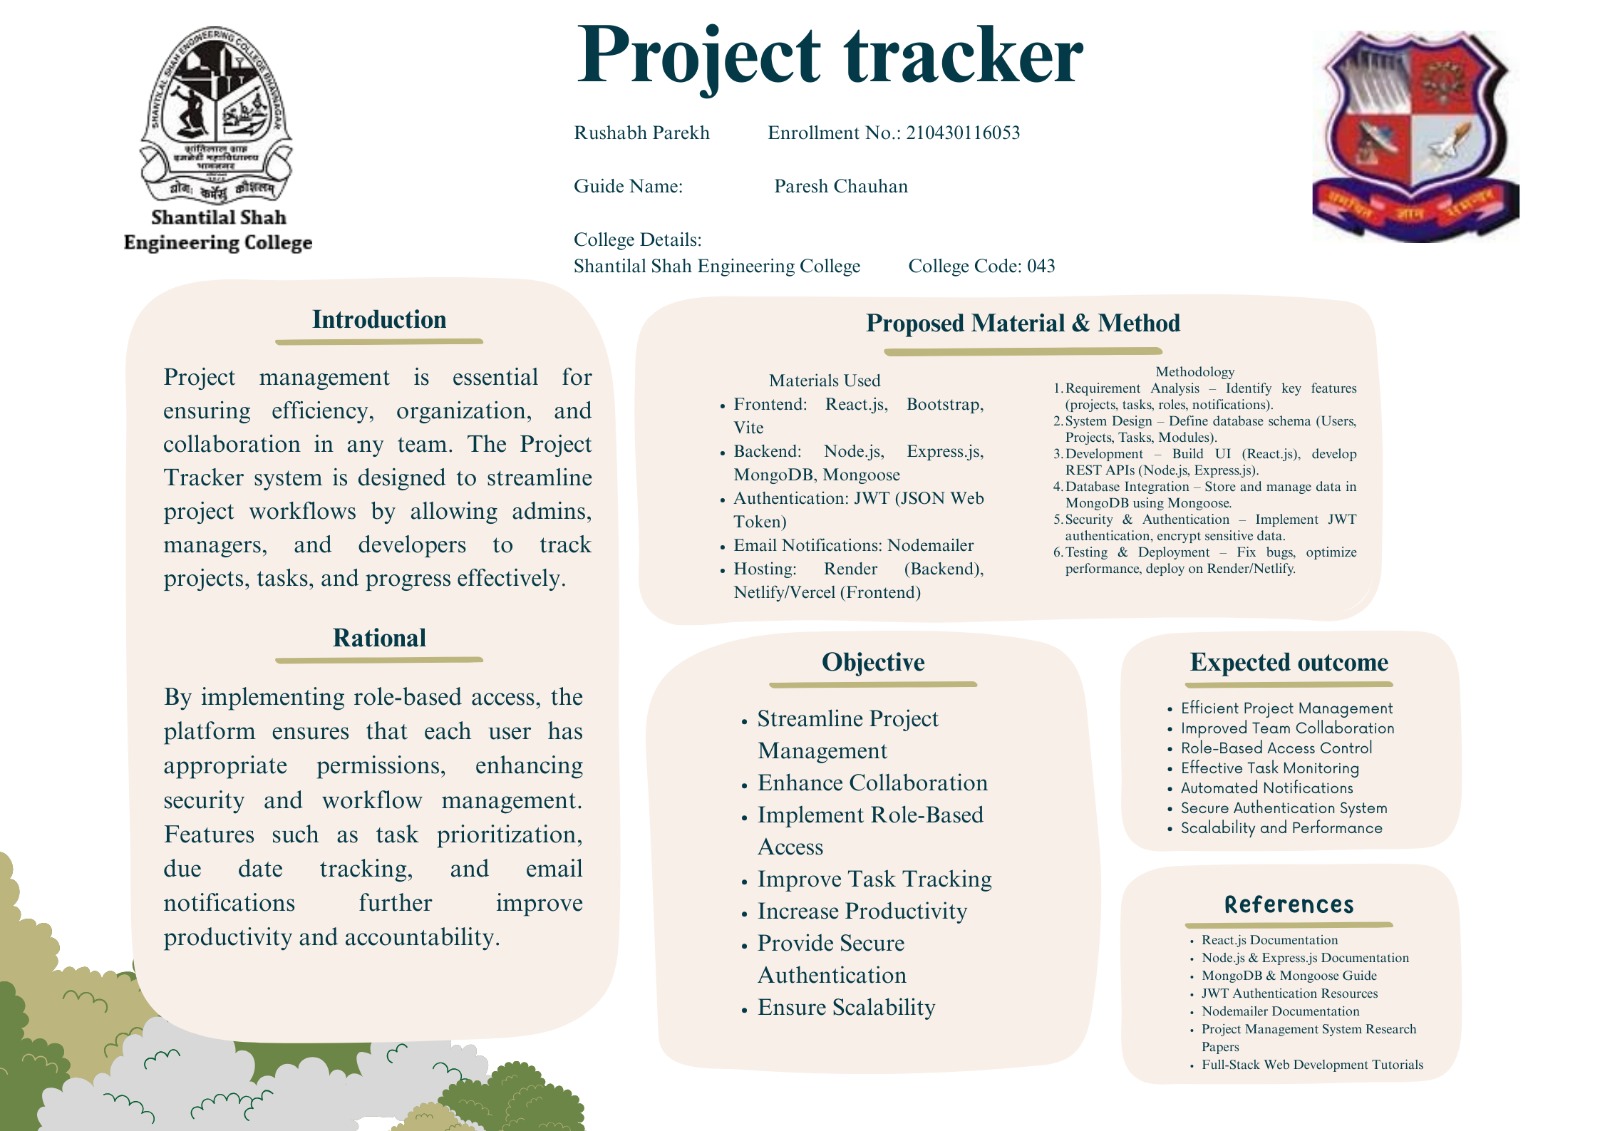 SHANTILAL SHAH ENGINEERING COLLEGE BHAVNAGAR
शांतिलाल शाह
इजनेरी महाविद्यालय
भावनगर
योगः कर्मसु कौशलम्
Shantilal Shah
Engineering College
Project tracker
Rushabh Parekh Enrollment No.: 210430116053
Guide Name: Paresh Chauhan
College Details:
Shantilal Shah Engineering College College Code: 043
ज्ञान
Introduction
Project management is essential for
ensuring efficiency, organization, and
collaboration in any team. The Project
Tracker system is designed to streamline
project workflows by allowing admins,
managers, and developers to track
projects, tasks, and progress effectively.
Rational
By implementing role-based access, the
platform ensures that each user has
appropriate permissions, enhancing
security and workflow management.
Features such as task prioritization,
due date tracking, and email
notifications further improve
productivity and accountability.
Proposed Material & Method
Materials Used
• Frontend: React.js, Bootstrap,
Vite
• Backend: Node.js, Express.js,
MongoDB, Mongoose
• Authentication: JWT (JSON Web
Token)
• Email Notifications: Nodemailer
• Hosting: Render (Backend),
Netlify/Vercel (Frontend)
Methodology
1. Requirement Analysis – Identify key features
(projects, tasks, roles, notifications).
2. System Design – Define database schema (Users,
Projects, Tasks, Modules).
3. Development – Build UI (React.js), develop
REST APIs (Node.js, Express.js).
4. Database Integration – Store and manage data in
MongoDB using Mongoose.
5. Security & Authentication – Implement JWT
authentication, encrypt sensitive data.
6. Testing & Deployment – Fix bugs, optimize
performance, deploy on Render/Netlify.
Objective
• Streamline Project
Management
• Enhance Collaboration
• Implement Role-Based
Access
• Improve Task Tracking
• Increase Productivity
• Provide Secure
Authentication
• Ensure Scalability
Expected outcome
• Efficient Project Management
• Improved Team Collaboration
• Role-Based Access Control
• Effective Task Monitoring
• Automated Notifications
• Secure Authentication System
• Scalability and Performance
References
• React.js Documentation
• Node.js & Express.js Documentation
• MongoDB & Mongoose Guide
• JWT Authentication Resources
• Nodemailer Documentation
• Project Management System Research
Papers
• Full-Stack Web Development Tutorials